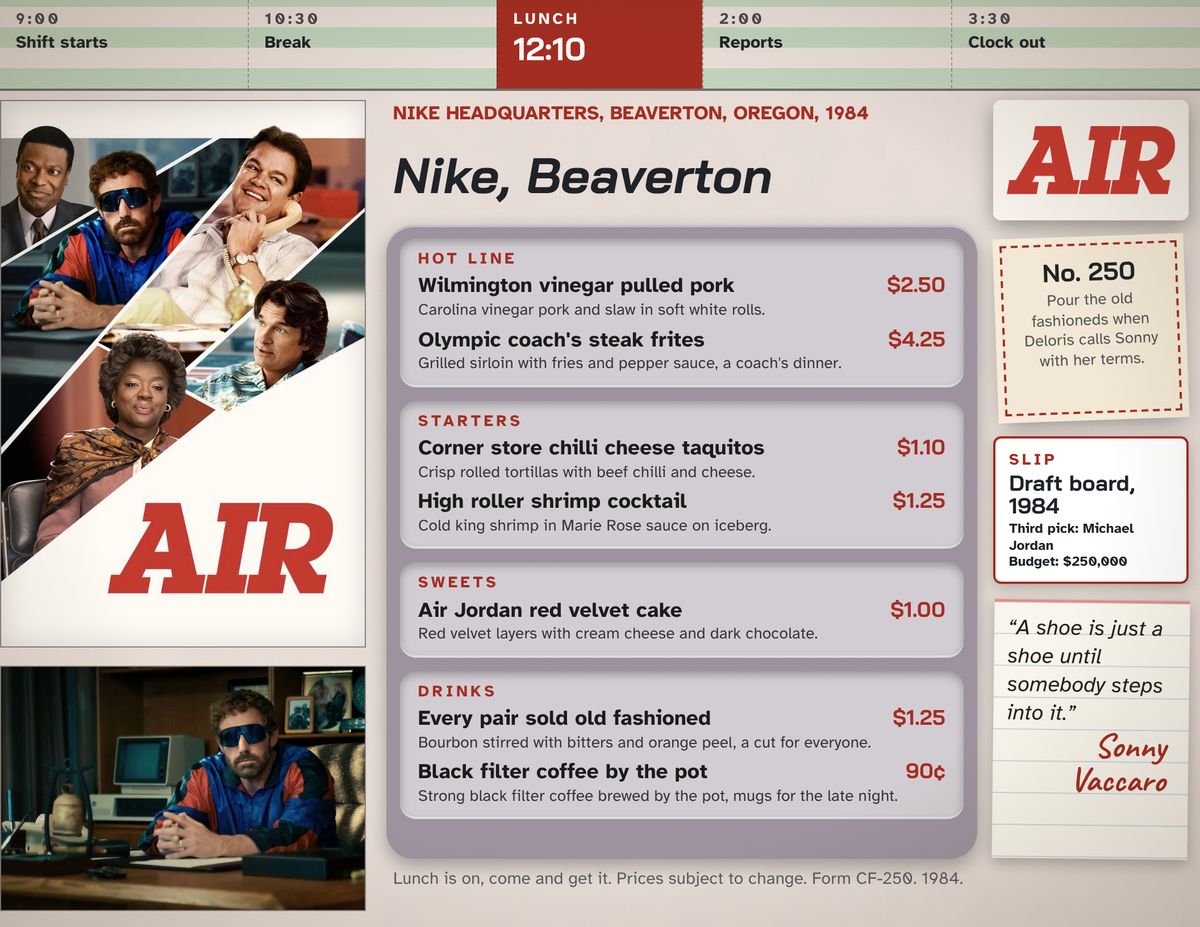 9:00
Shift starts
10:30
Break
LUNCH
12:10
2:00
Reports
3:30
Clock out
AIR
NIKE HEADQUARTERS, BEAVERTON, OREGON, 1984
Nike, Beaverton
HOT LINE
Wilmington vinegar pulled pork $2.50
Carolina vinegar pork and slaw in soft white rolls.
Olympic coach's steak frites $4.25
Grilled sirloin with fries and pepper sauce, a coach's dinner.
STARTERS
Corner store chilli cheese taquitos $1.10
Crisp rolled tortillas with beef chilli and cheese.
High roller shrimp cocktail $1.25
Cold king shrimp in Marie Rose sauce on iceberg.
SWEETS
Air Jordan red velvet cake $1.00
Red velvet layers with cream cheese and dark chocolate.
DRINKS
Every pair sold old fashioned $1.25
Bourbon stirred with bitters and orange peel, a cut for everyone.
Black filter coffee by the pot 90¢
Strong black filter coffee brewed by the pot, mugs for the late night.
Lunch is on, come and get it. Prices subject to change. Form CF-250. 1984.
AIR
No. 250
Pour the old
fashioneds when
Deloris calls Sonny
with her terms.
SLIP
Draft board,
1984
Third pick: Michael
Jordan
Budget: $250,000
“A shoe is just a
shoe until
somebody steps
into it.”
Sonny
Vaccaro